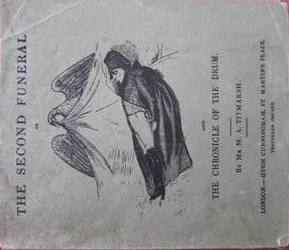 THE SECOND FUNERAL
OF
AND
THE CHRONICLE OF THE DRUM.
BY MR. M. A. TITMARSH.
LONDON:—HUGH CUNNINGHAM, ST. MARTIN'S PLACE,
TRAFALGAR SQUARE.